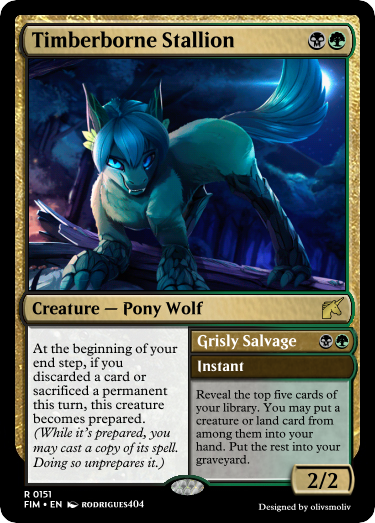 Timberborne Stallion
Creature — Pony Wolf
At the beginning of your
end step, if you
discarded a card or
sacrificed a permanent
this turn, this creature
becomes prepared.
(While it's prepared, you
may cast a copy of its spell.
Doing so unprepares it.)
Grisly Salvage
Instant
Reveal the top five cards of
your library. You may put a
creature or land card from
among them into your
hand. Put the rest into your
graveyard.
2/2
R 0151
FIM • EN RODRIGUES404
Designed by olivsmoliv